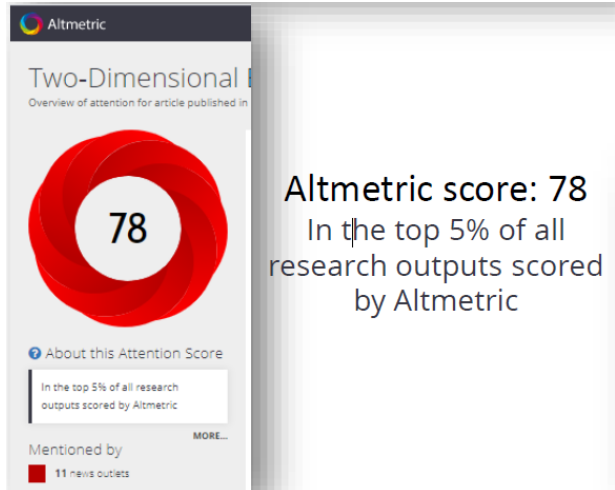 Altmetric
Two-Dimensional
Overview of attention for article published in
78
About this Attention Score
In the top 5% of all research
outputs scored by Altmetric
MORE...
Mentioned by
11 news outlets
Altmetric score: 78
In the top 5% of all
research outputs scored
by Altmetric